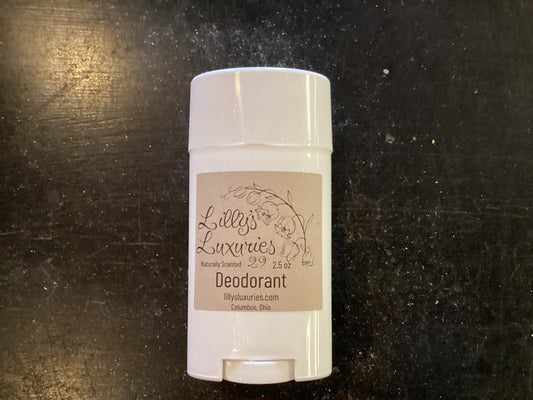 Lilly's
Luxuries
Naturally Scented 29 2.5 oz
Deodorant
lillysluxuries.com
Columbus, Ohio